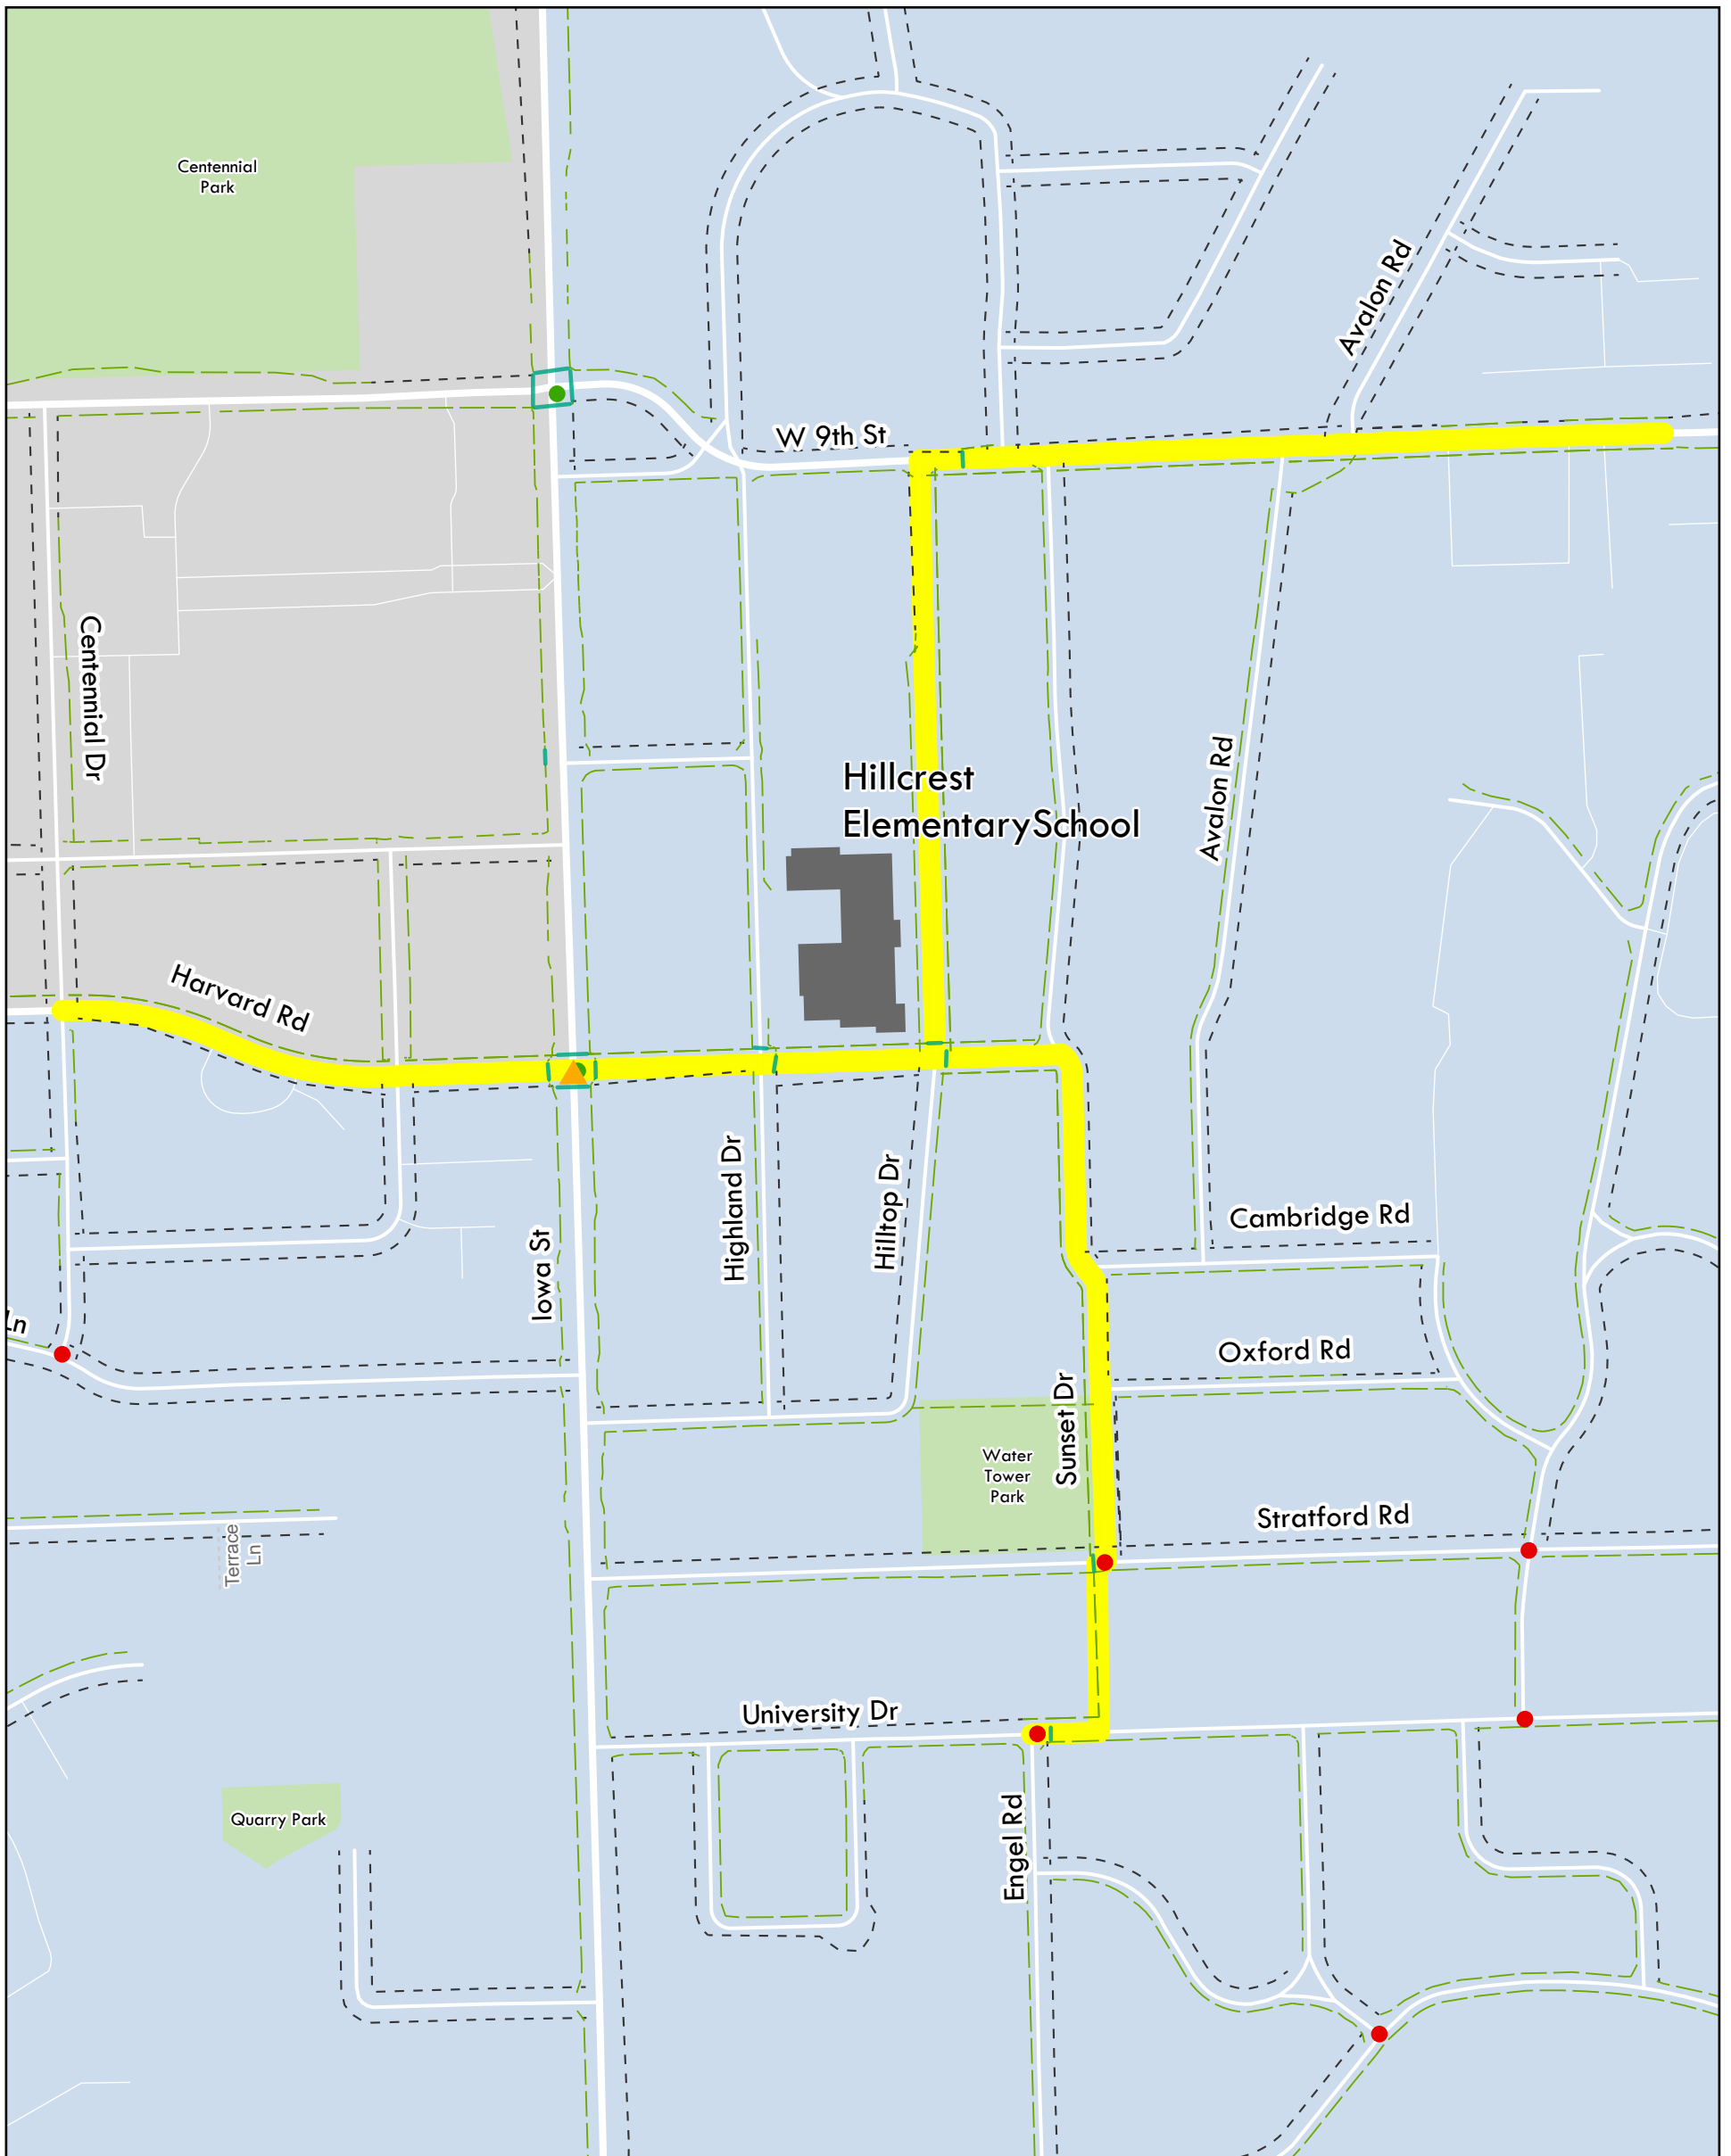 Centennial
Park
Avalon Rd
W 9th St
Centennial Dr
Hillcrest
ElementarySchool
Avalon Rd
Harvard Rd
Highland Dr
Hilltop Dr
Cambridge Rd
Iowa St
Ln
Oxford Rd
Sunset Dr
Water
Tower
Park
Stratford Rd
Terrace
Ln
University Dr
Quarry Park
Engel Rd